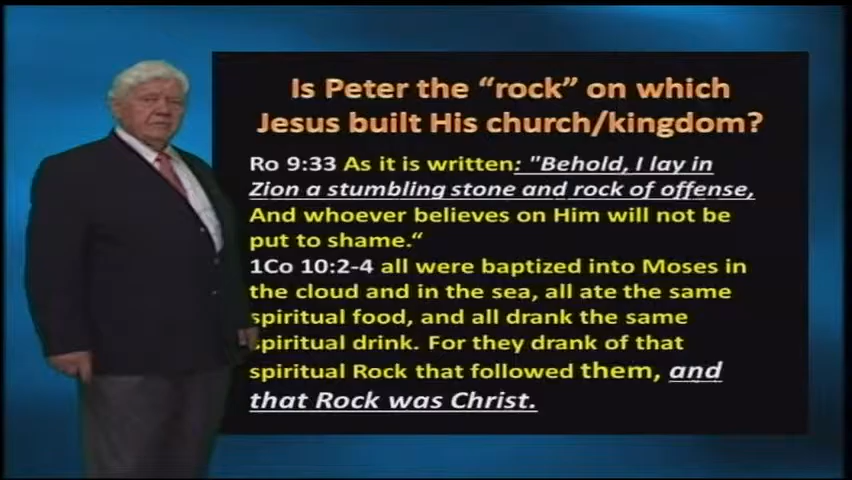 Is Peter the “rock” on which
Jesus built His church/kingdom?
Ro 9:33 As it is written: "Behold, I lay in
Zion a stumbling stone and rock of offense,
And whoever believes on Him will not be
put to shame.“
1Co 10:2-4 all were baptized into Moses in
the cloud and in the sea, all ate the same
spiritual food, and all drank the same
spiritual drink. For they drank of that
spiritual Rock that followed them, and
that Rock was Christ.